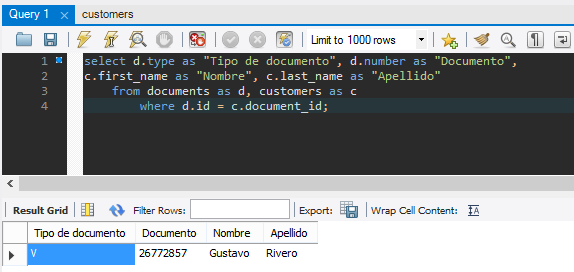 Query 1 customers
Limit to 1000 rows
1 select d.type as "Tipo de documento", d.number as "Documento",
2 c.first_name as "Nombre", c.last_name as "Apellido"
3 from documents as d, customers as c
4 where d.id = c.document_id;
Result Grid Filter Rows: Export: Wrap Cell Content:
Tipo de documento Documento Nombre Apellido
V 26772857 Gustavo Rivero